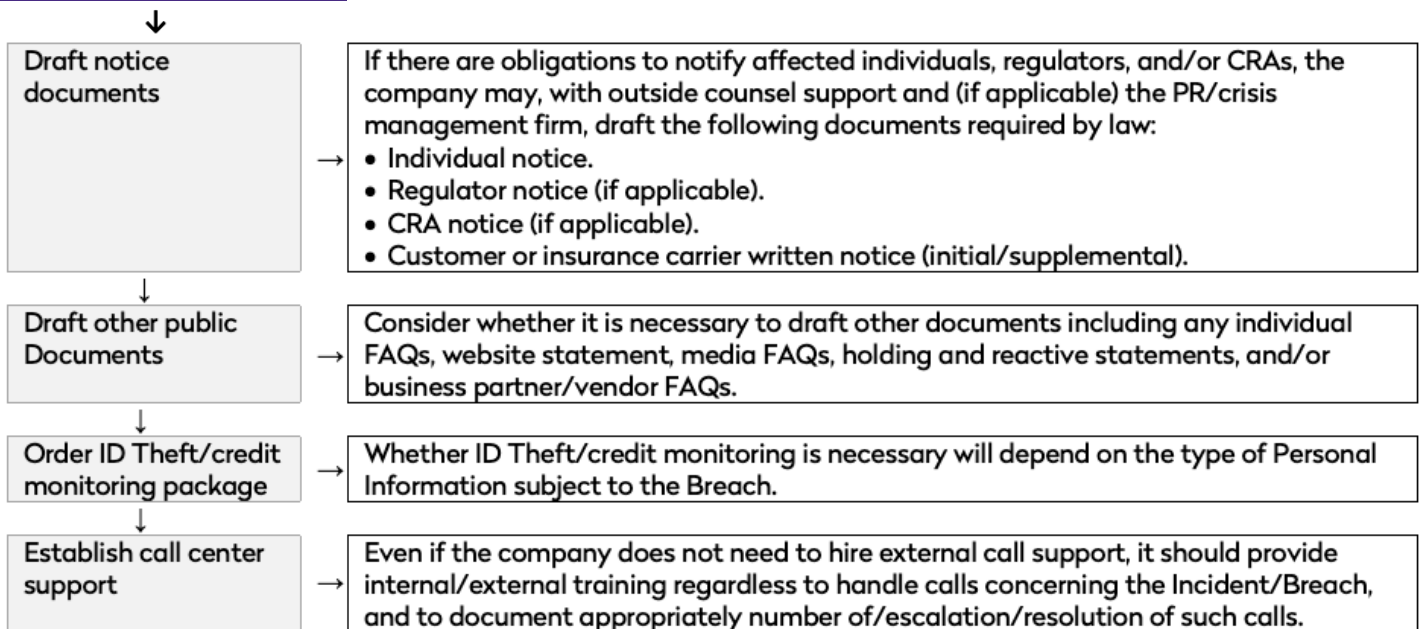 ↓
Draft notice
documents
→
If there are obligations to notify affected individuals, regulators, and/or CRAs, the
company may, with outside counsel support and (if applicable) the PR/crisis
management firm, draft the following documents required by law:
• Individual notice.
• Regulator notice (if applicable).
• CRA notice (if applicable).
• Customer or insurance carrier written notice (initial/supplemental).
↓
Draft other public
Documents
→
Consider whether it is necessary to draft other documents including any individual
FAQs, website statement, media FAQs, holding and reactive statements, and/or
business partner/vendor FAQs.
↓
Order ID Theft/credit
monitoring package
→
Whether ID Theft/credit monitoring is necessary will depend on the type of Personal
Information subject to the Breach.
↓
Establish call center
support
→
Even if the company does not need to hire external call support, it should provide
internal/external training regardless to handle calls concerning the Incident/Breach,
and to document appropriately number of/escalation/resolution of such calls.